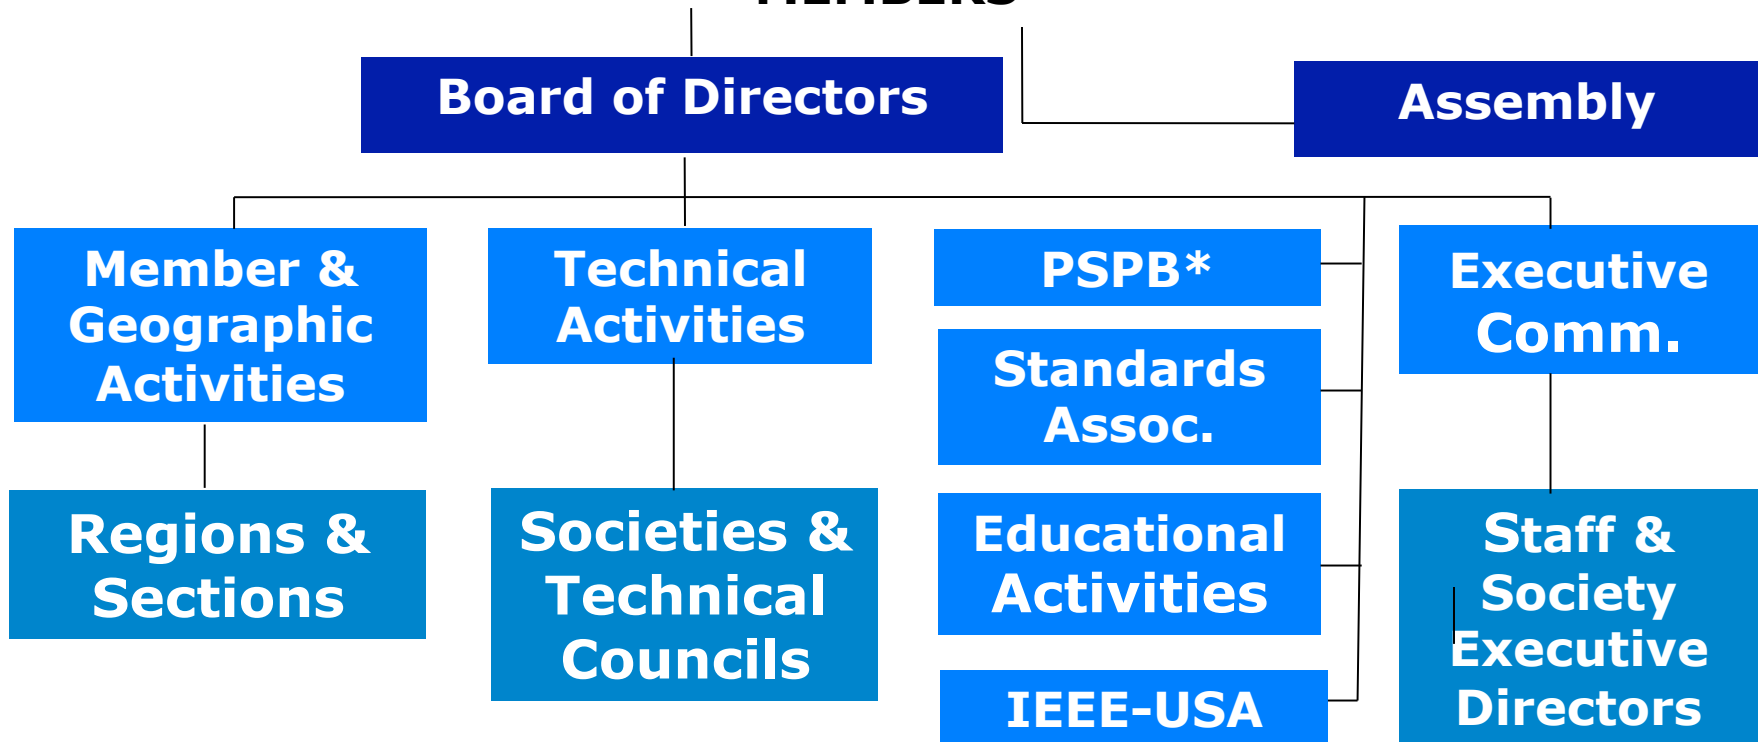 MEMBERS
Board of Directors
Assembly
Member &
Geographic
Activities
Technical
Activities
PSPB*
Standards
Assoc.
Educational
Activities
IEEE-USA
Executive
Comm.
Regions &
Sections
Societies &
Technical
Councils
Staff &
Society
Executive
Directors